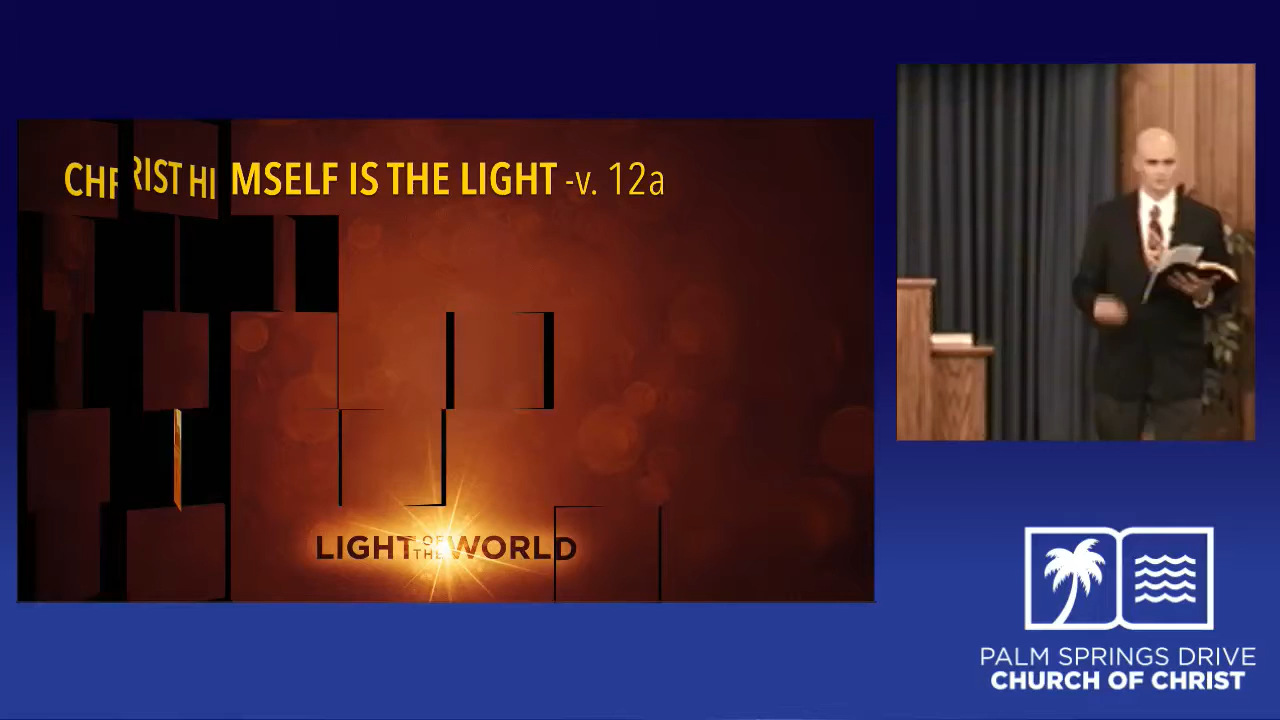 CHRIST HIMSELF IS THE LIGHT -v. 12a
LIGHT OF THE WORLD
PALM SPRINGS DRIVE
CHURCH OF CHRIST